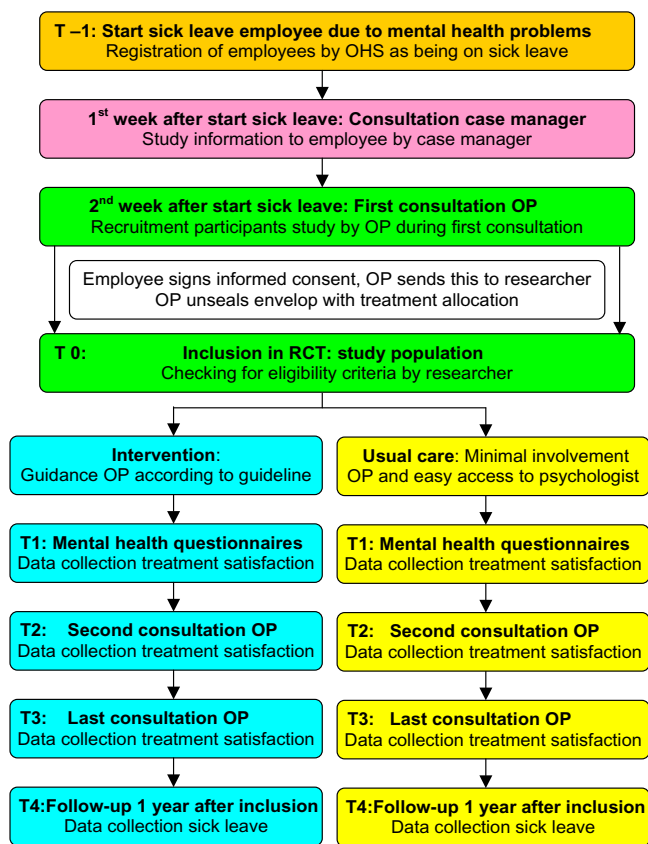 T –1: Start sick leave employee due to mental health problems
Registration of employees by OHS as being on sick leave
1st week after start sick leave: Consultation case manager
Study information to employee by case manager
2nd week after start sick leave: First consultation OP
Recruitment participants study by OP during first consultation
Employee signs informed consent, OP sends this to researcher
OP unseals envelop with treatment allocation
T 0: Inclusion in RCT: study population
Checking for eligibility criteria by researcher
Intervention:
Guidance OP according to guideline
Usual care: Minimal involvement
OP and easy access to psychologist
T1: Mental health questionnaires
Data collection treatment satisfaction
T1: Mental health questionnaires
Data collection treatment satisfaction
T2: Second consultation OP
Data collection treatment satisfaction
T2: Second consultation OP
Data collection treatment satisfaction
T3: Last consultation OP
Data collection treatment satisfaction
T3: Last consultation OP
Data collection treatment satisfaction
T4:Follow-up 1 year after inclusion
Data collection sick leave
T4:Follow-up 1 year after inclusion
Data collection sick leave